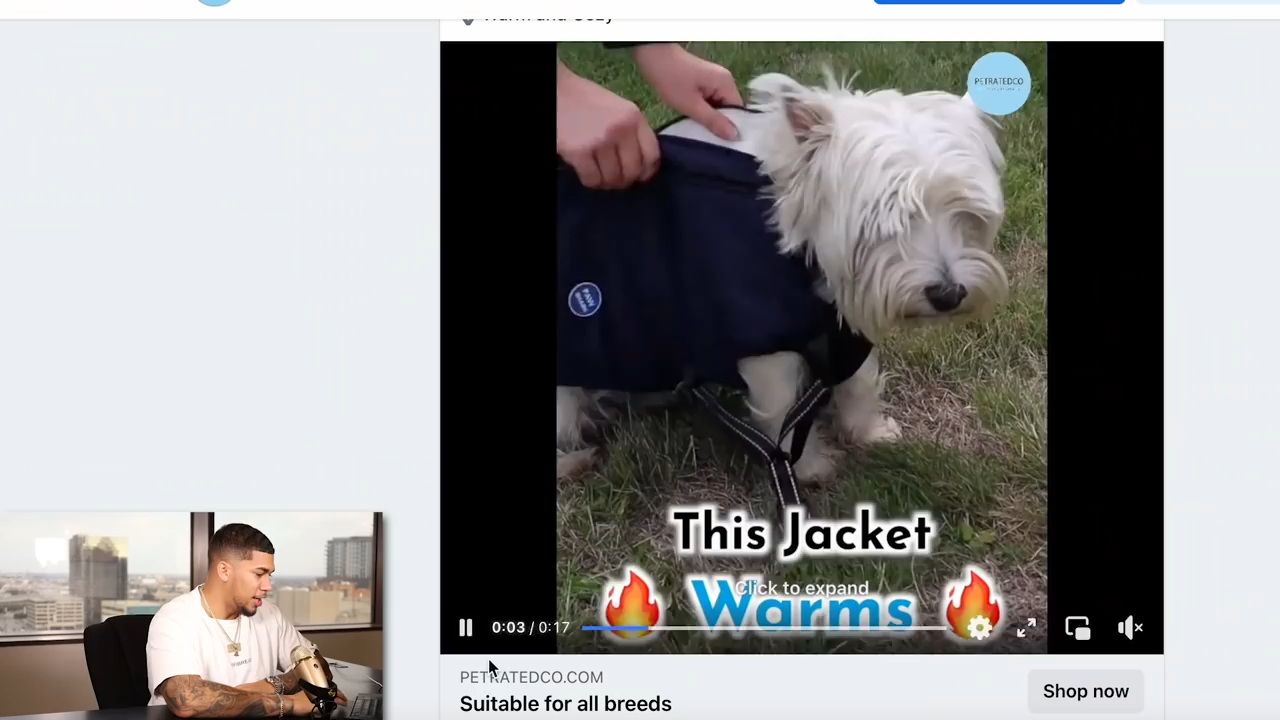 PETRATEDCO
PAW
This Jacket
Click to expand
Warms
0:03 / 0:17
PETRATEDCO.COM
Suitable for all breeds
Shop now